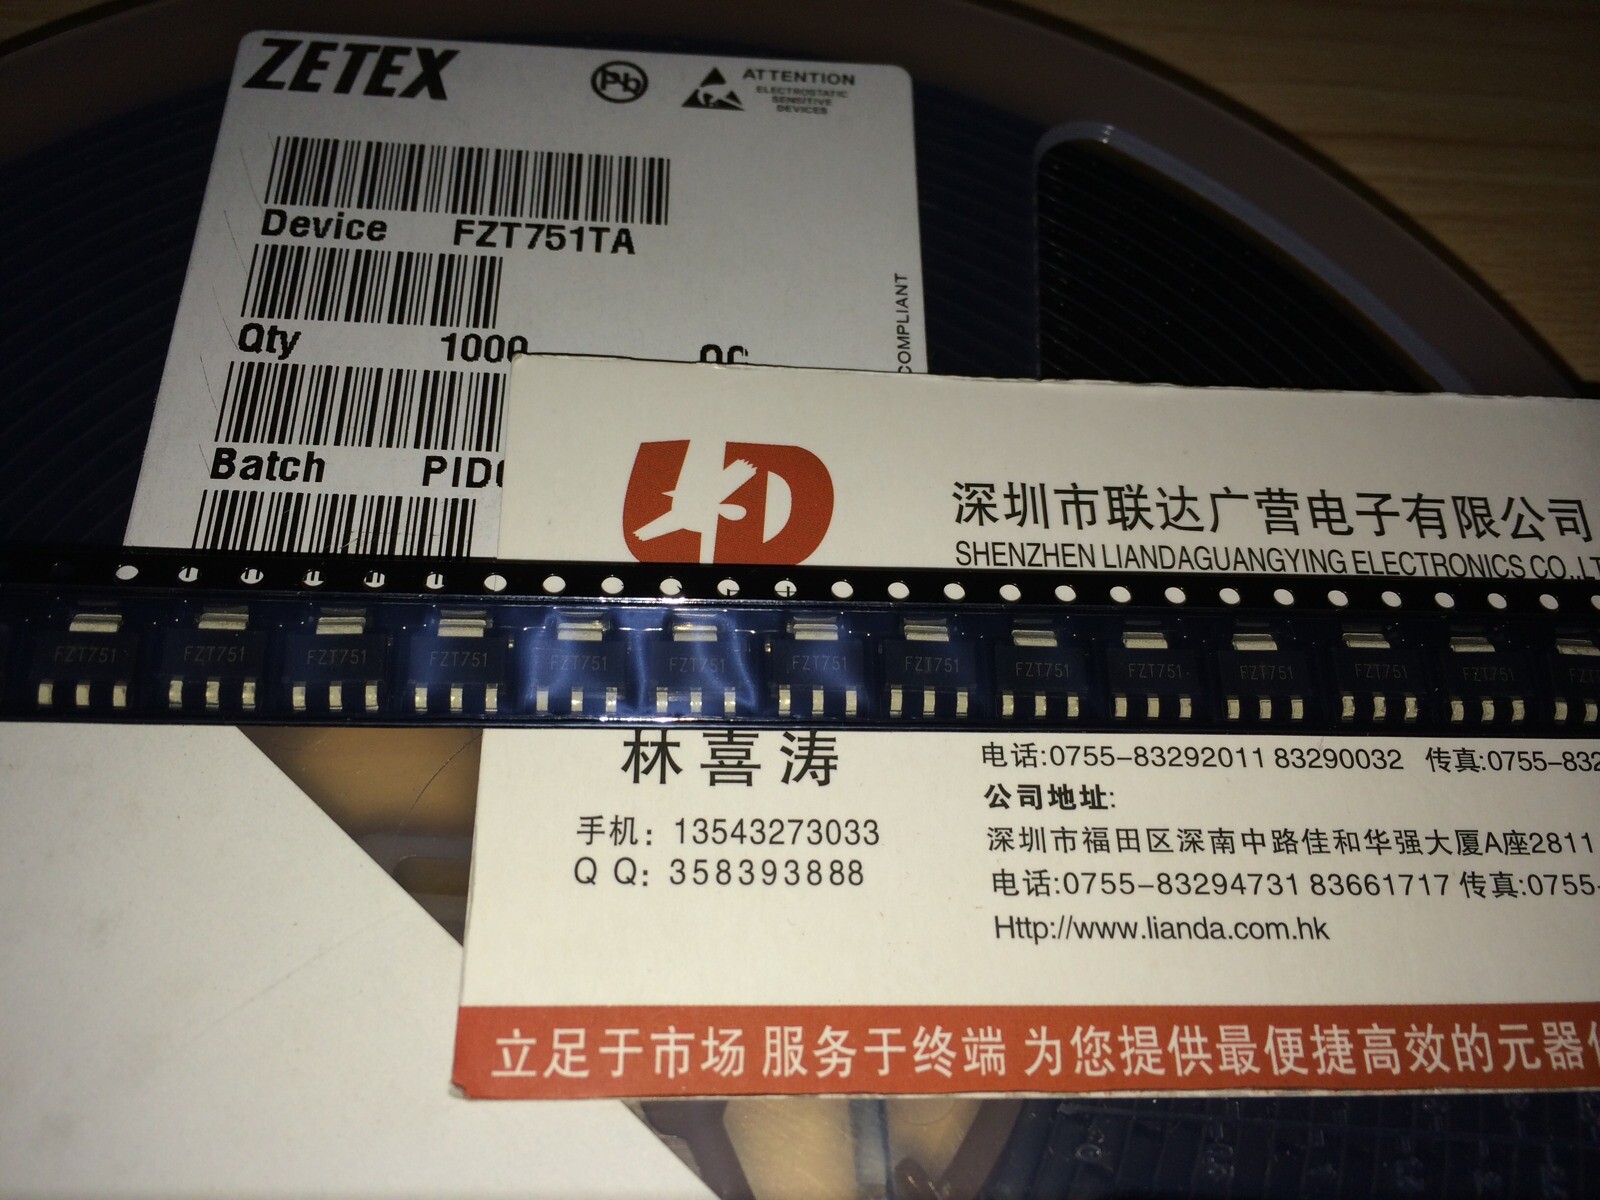 ZETEX
Pb
ATTENTION
ELECTROSTATIC
SENSITIVE
DEVICES
Device FZT751TA
Qty 1000
COMPLIANT
Batch
深圳市联达广营电子有限公司
SHENZHEN LIANDAGUANGYING ELECTRONICS CO.,LT
FZT751 FZT751 FZT751 FZT751 FZT751 FZT751 FZT751 FZT751 FZT751 FZT751 FZT751 FZT751 FZT751
林喜涛
手机: 13543273033
QQ: 358393888
电话:0755-83292011 83290032 传真:0755-832
公司地址:
深圳市福田区深南中路佳和华强大厦A座2811
电话:0755-83294731 83661717 传真:0755-
Http://www.lianda.com.hk
立足于市场 服务于终端 为您提供最便捷高效的元器